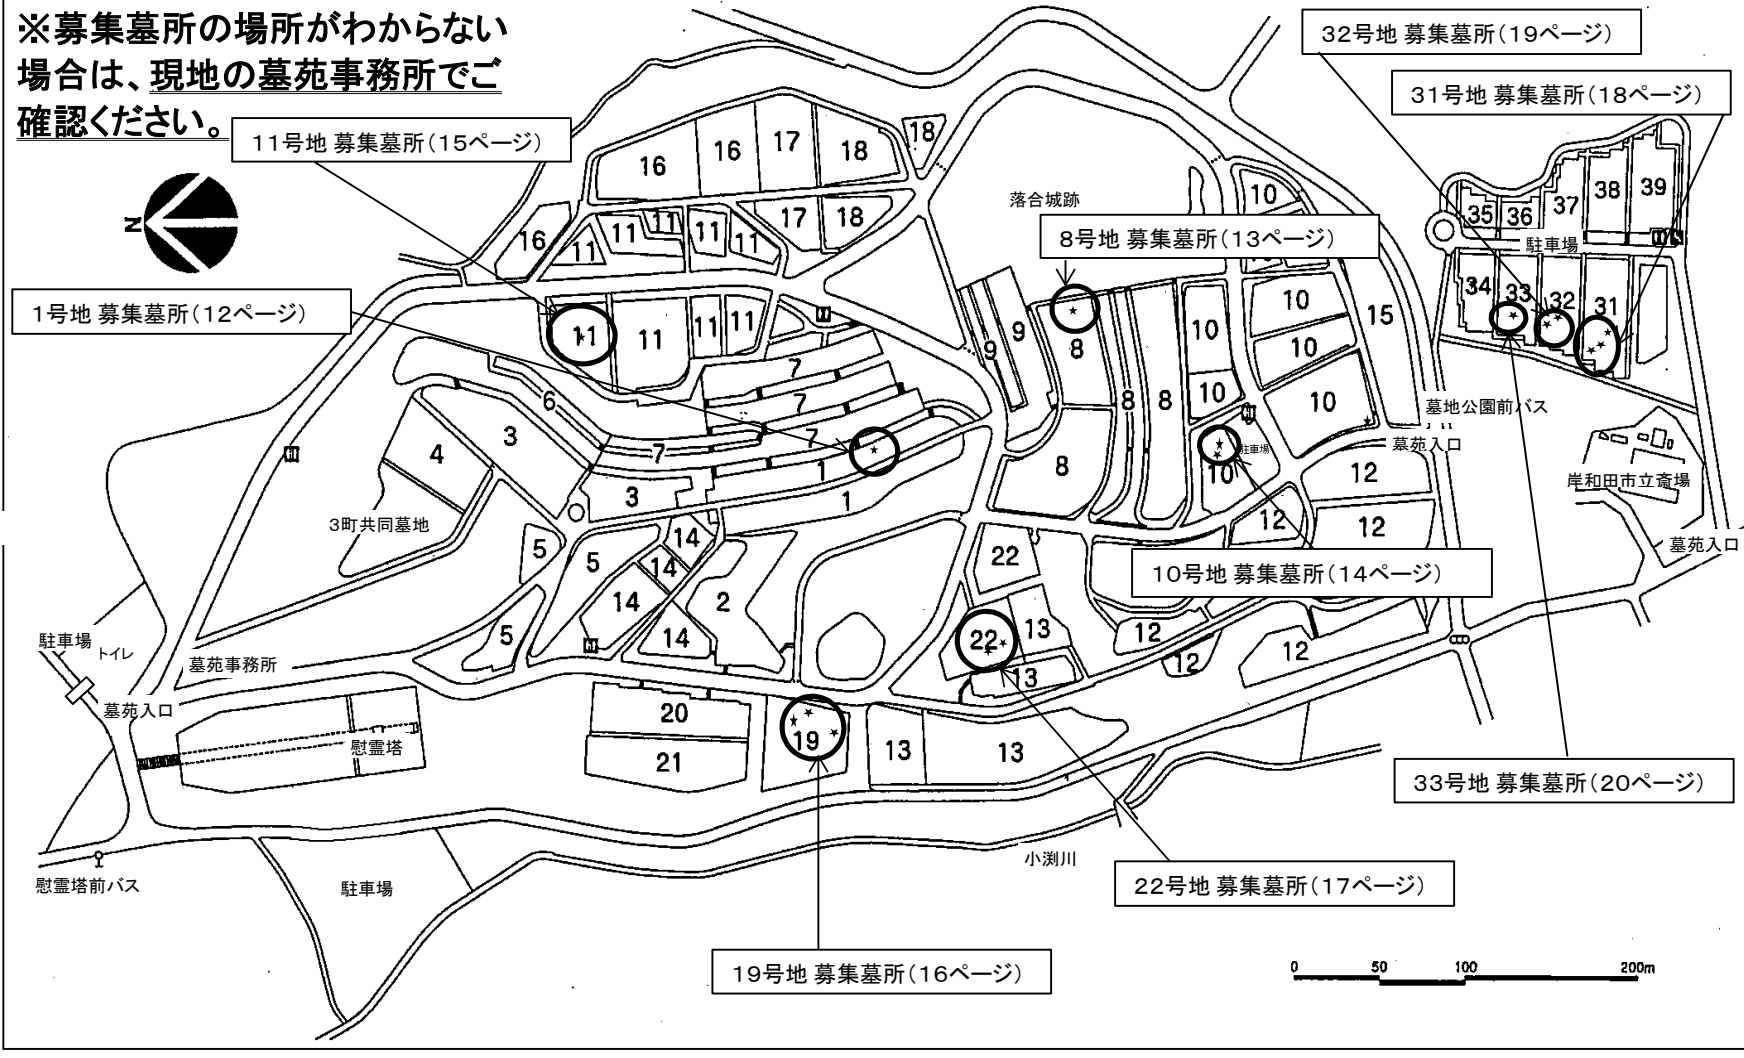 ※募集墓所の場所がわからない
場合は、現地の墓苑事務所でご
確認ください。
32号地 募集墓所(19ページ)
31号地 募集墓所(18ページ)
11号地 募集墓所(15ページ)
N
16
16
17
18
18
落合城跡
10
35
36
37
38
39
駐車場
16
11
11
11
11
11
17
18
8号地 募集墓所(13ページ)
1号地 募集墓所(12ページ)
11
11
11
11
9
9
8
8
8
10
10
10
10
15
34
33
32
31
7
7
7
7
6
3
4
3
1
1
8
10
10
駐車場
墓地公園前バス
墓苑入口
岸和田市立斎場
墓苑入口
3町共同墓地
5
5
5
14
14
14
14
2
22
12
12
12
10号地 募集墓所(14ページ)
22
13
13
12
12
12
駐車場
トイレ
墓苑事務所
墓苑入口
慰霊塔
20
21
19
13
13
33号地 募集墓所(20ページ)
慰霊塔前バス
駐車場
小渕川
22号地 募集墓所(17ページ)
19号地 募集墓所(16ページ)
0 50 100 200m